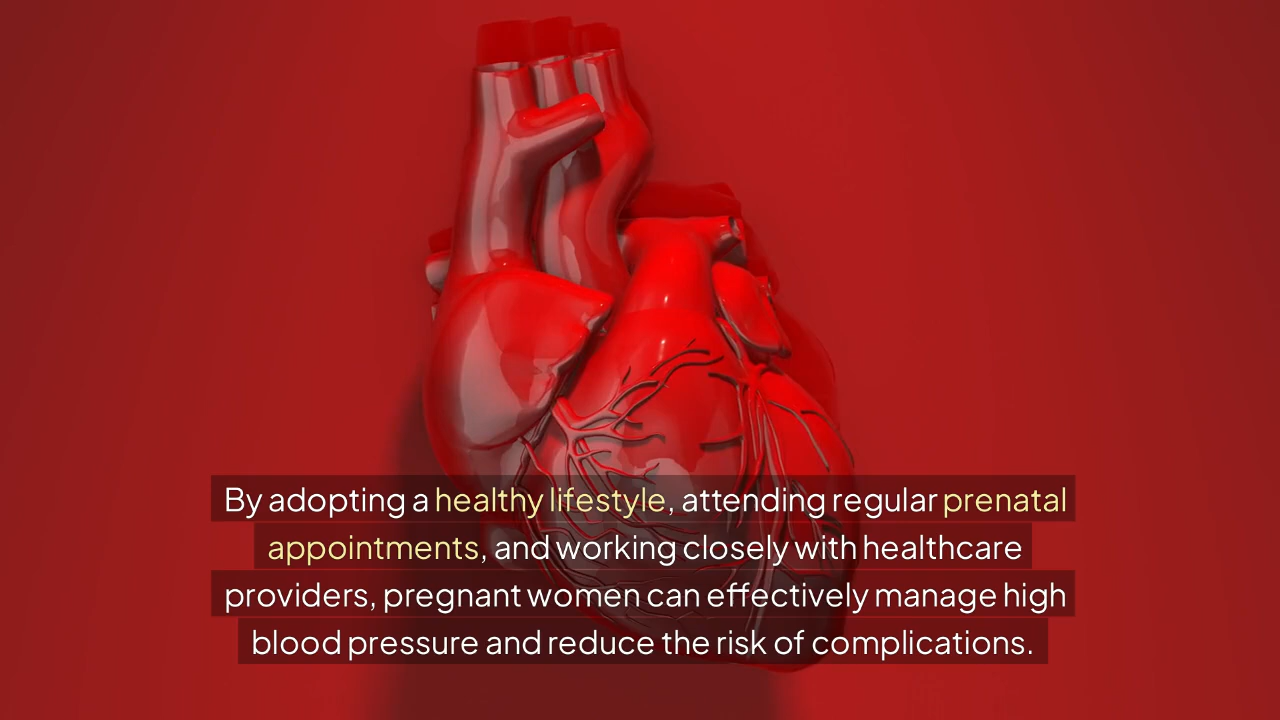 By adopting a healthy lifestyle, attending regular prenatal
appointments, and working closely with healthcare
providers, pregnant women can effectively manage high
blood pressure and reduce the risk of complications.